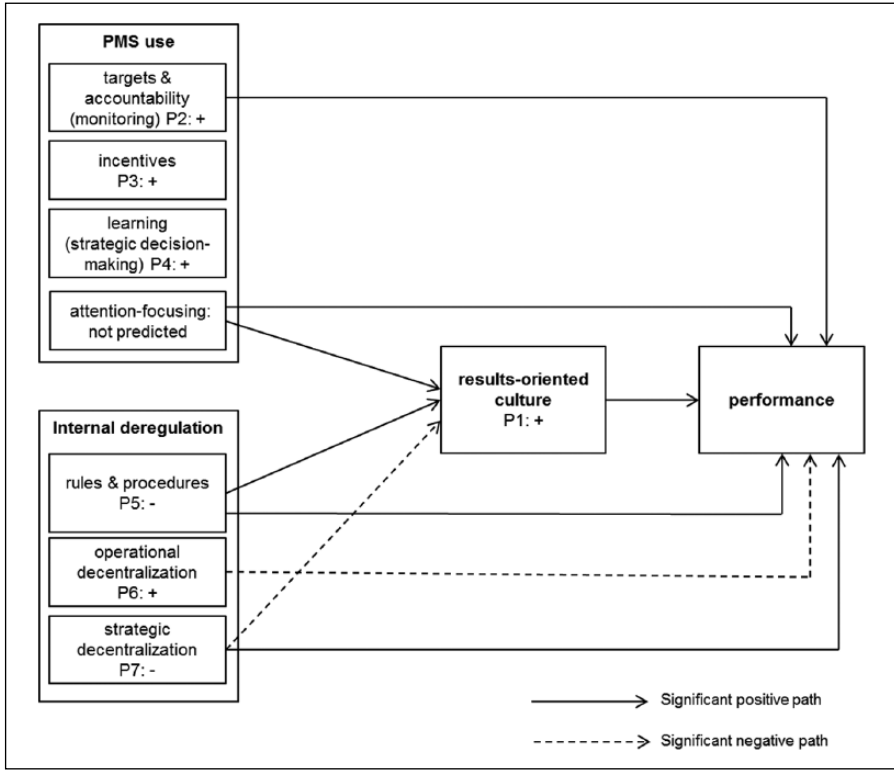 PMS use
targets &
accountability
(monitoring) P2: +
incentives
P3: +
learning
(strategic decision-
making) P4: +
attention-focusing:
not predicted
results-oriented
culture
P1: +
performance
Internal deregulation
rules & procedures
P5: -
operational
decentralization
P6: +
strategic
decentralization
P7: -
Significant positive path
Significant negative path